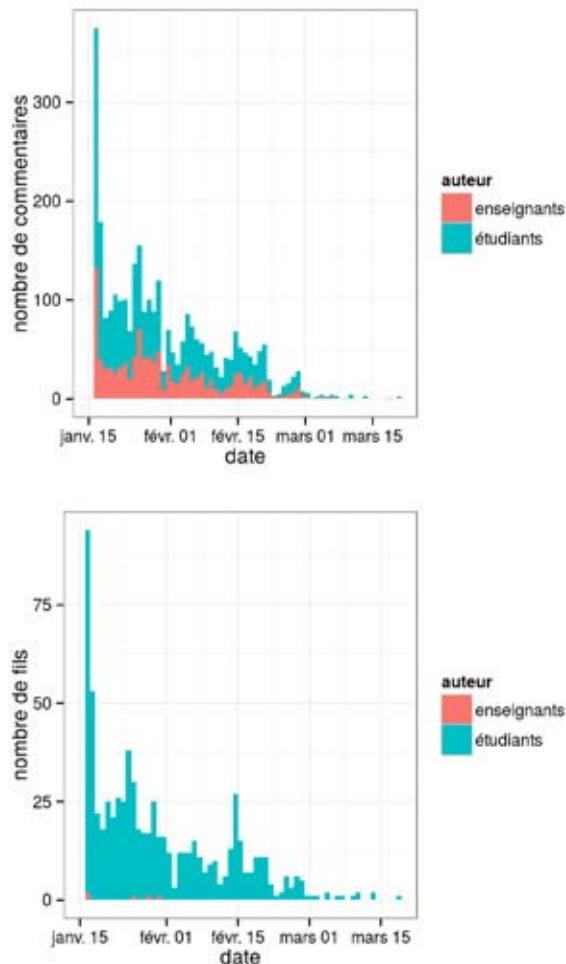 300
200
100
0
nombre de commentaires
janv. 15 févr. 01 févr. 15 mars 01 mars 15
date
auteur
enseignants
étudiants
75
50
25
0
nombre de fils
janv. 15 févr. 01 févr. 15 mars 01 mars 15
date
auteur
enseignants
étudiants